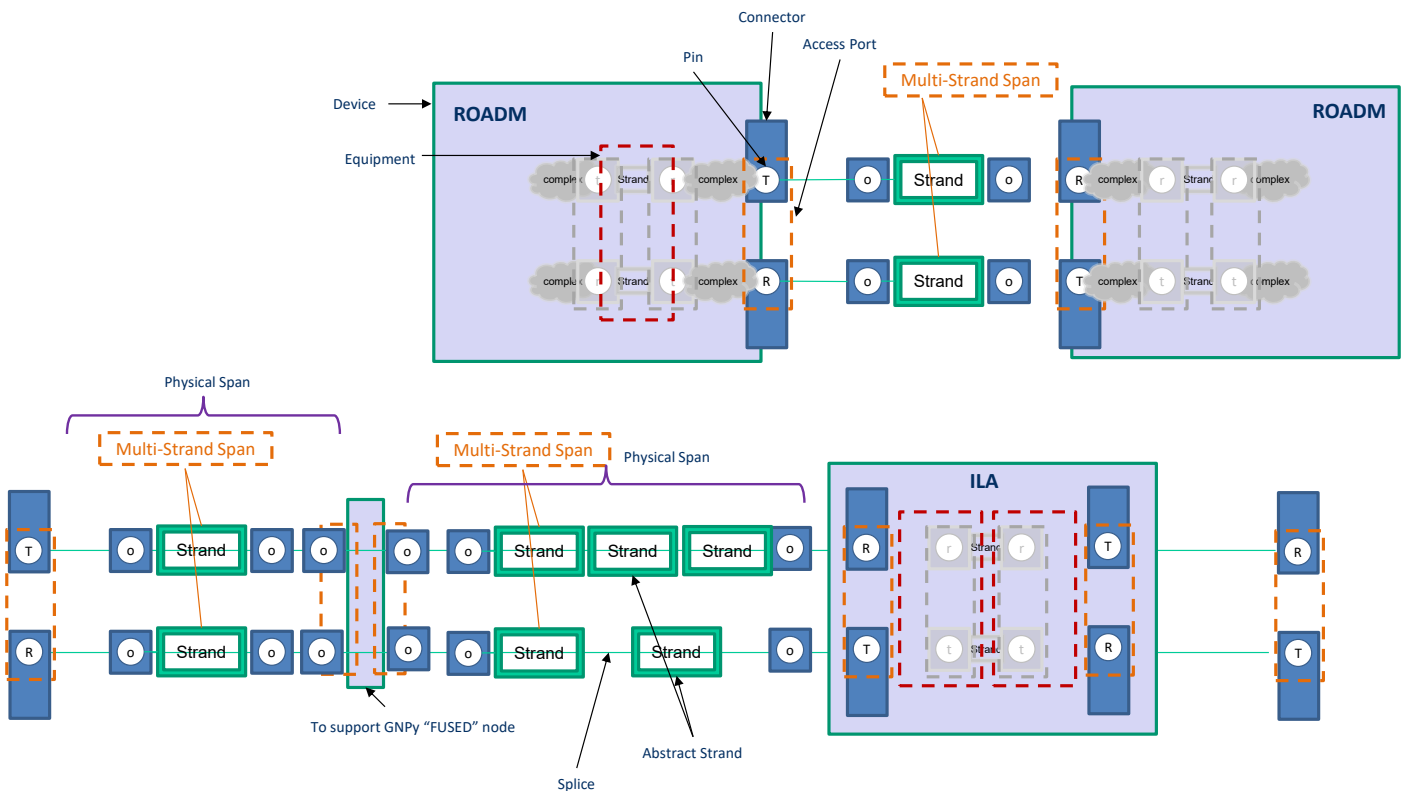 Connector
Access Port
Pin
Multi-Strand Span
Device
ROADM
ROADM
Equipment
complex t Strand complex T o Strand o R complex r Strand r complex
complex r Strand t complex R o Strand o T complex t Strand t complex
Physical Span
Multi-Strand Span
Multi-Strand Span
Physical Span
ILA
T o Strand o o o o Strand Strand Strand o R r Strand r T R
R o Strand o o o o Strand Strand o T t Strand t R T
To support GNPy “FUSED” node
Abstract Strand
Splice